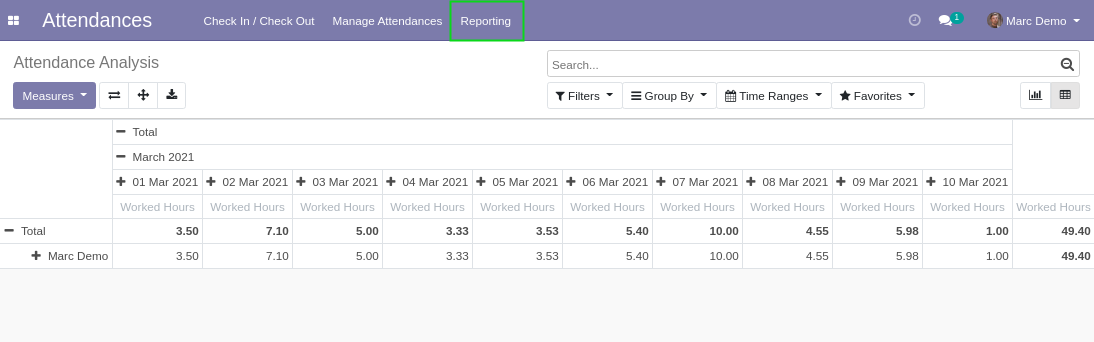 Attendances Check In / Check Out Manage Attendances Reporting 1 Marc Demo
Attendance Analysis Search...
Measures Filters Group By Time Ranges Favorites
Total
March 2021
01 Mar 2021 02 Mar 2021 03 Mar 2021 04 Mar 2021 05 Mar 2021 06 Mar 2021 07 Mar 2021 08 Mar 2021 09 Mar 2021 10 Mar 2021
Worked Hours Worked Hours Worked Hours Worked Hours Worked Hours Worked Hours Worked Hours Worked Hours Worked Hours Worked Hours Worked Hours
Total 3.50 7.10 5.00 3.33 3.53 5.40 10.00 4.55 5.98 1.00 49.40
Marc Demo 3.50 7.10 5.00 3.33 3.53 5.40 10.00 4.55 5.98 1.00 49.40